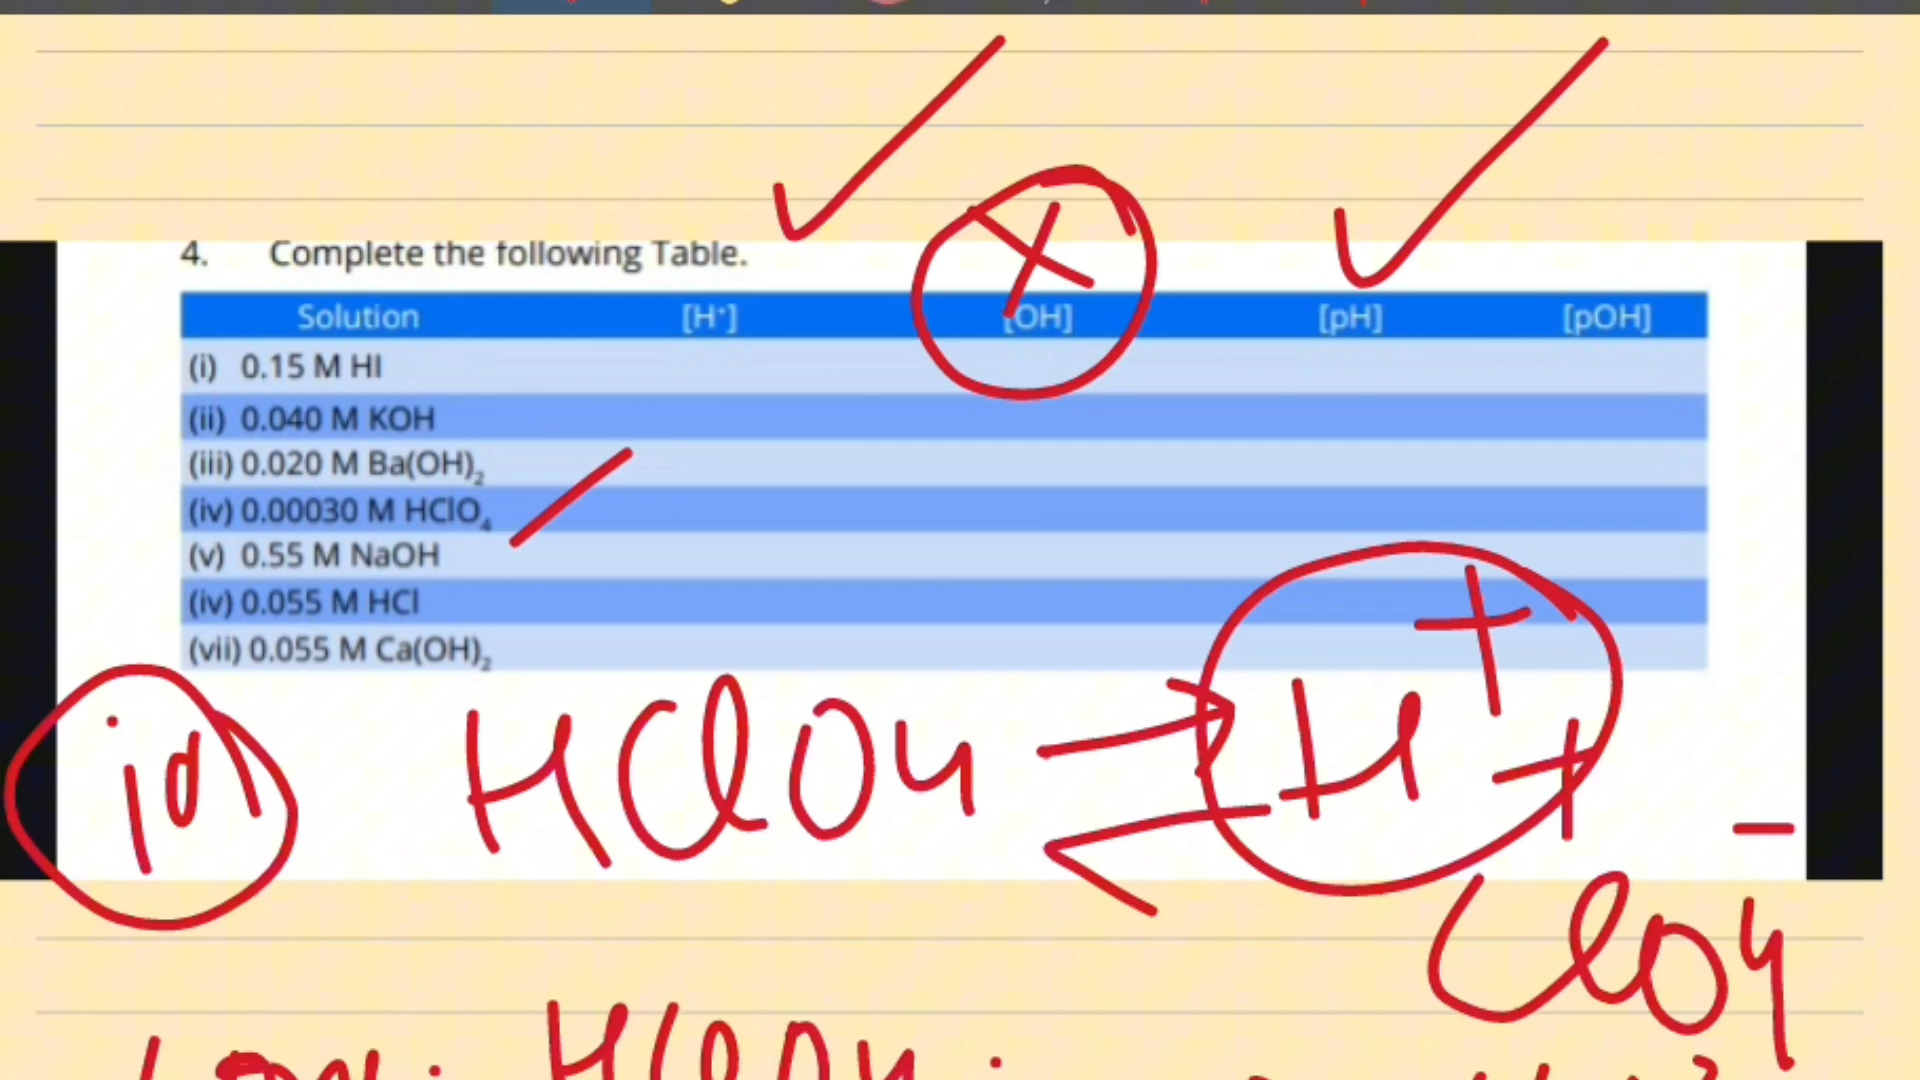 4. Complete the following Table.
Solution [H⁺] [OH] [pH] [pOH]
(i) 0.15 M HI
(ii) 0.040 M KOH
(iii) 0.020 M Ba(OH)₂
(iv) 0.00030 M HClO₄
(v) 0.55 M NaOH
(iv) 0.055 M HCl
(vii) 0.055 M Ca(OH)₂
HClO4 ⇌ H⁺ +
ClO4⁻
HClO4